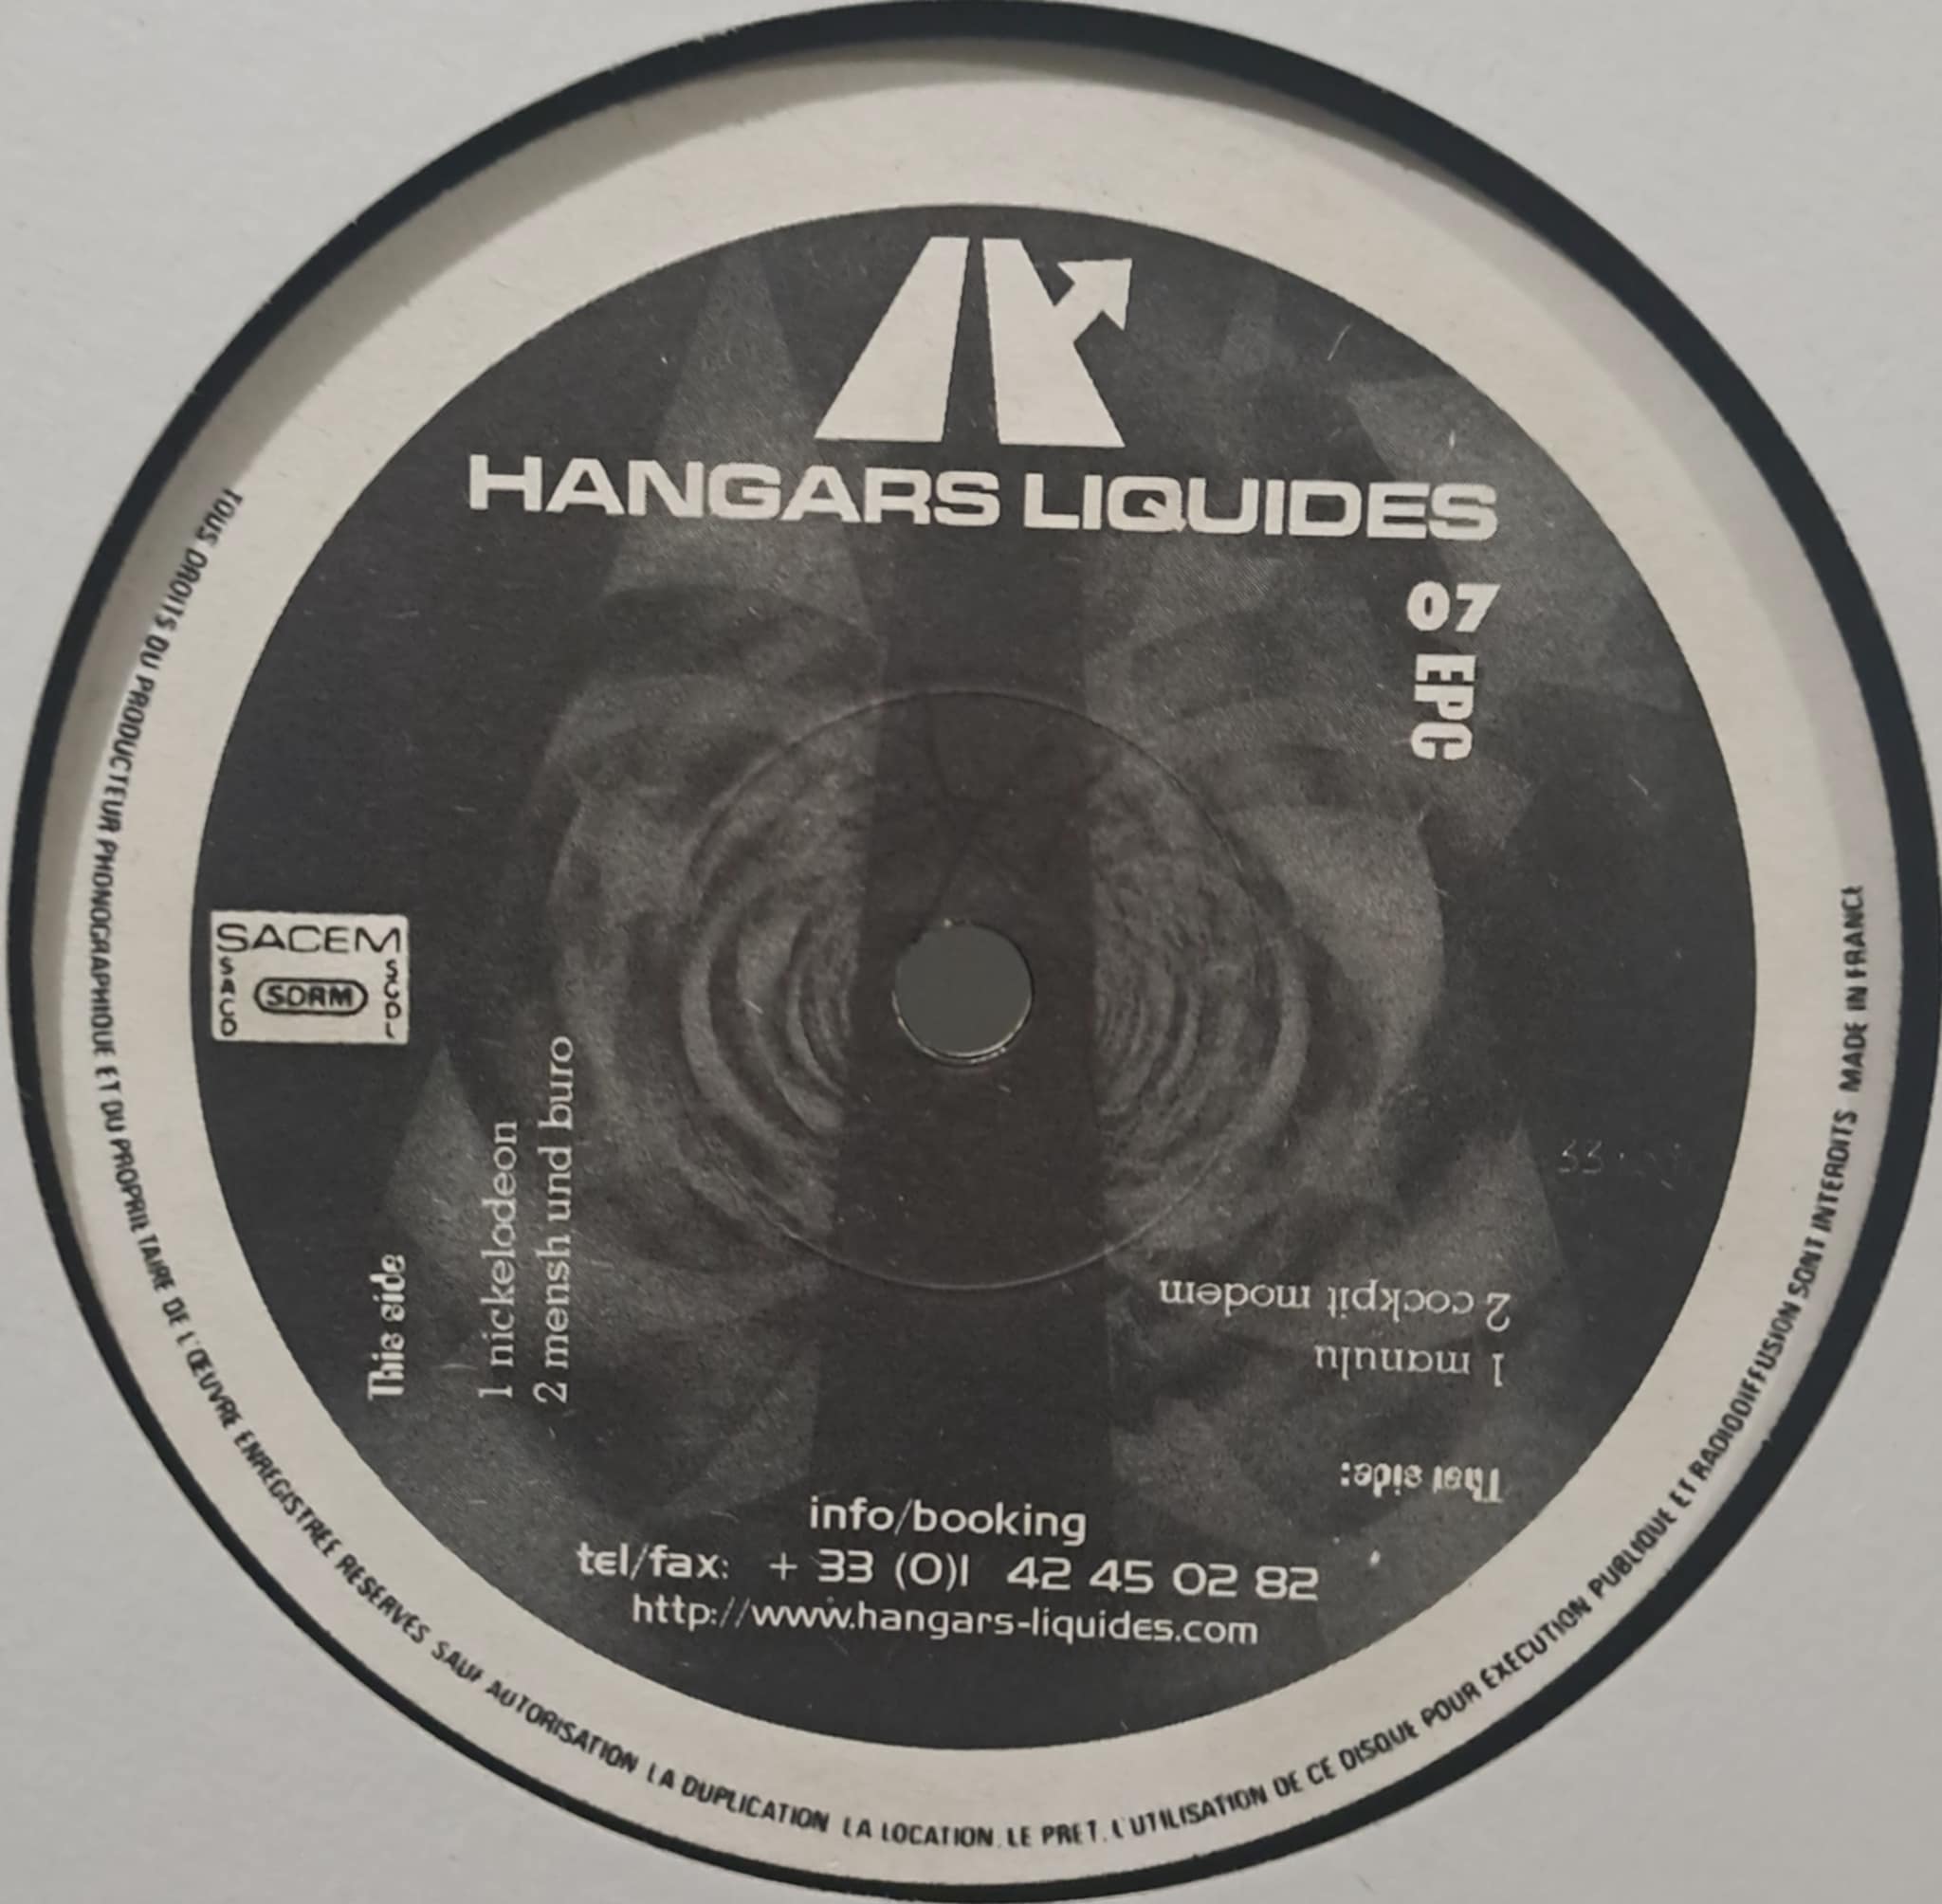 HANGARS LIQUIDES
07
EPC
SACEM
SACD
SDRM
SCDL
This side
1 nickelodeon
2 mensh und buro
That side:
1 manulu
2 cockpit modem
info/booking
tel/fax: + 33 (0)1 42 45 02 82
http://www.hangars-liquides.com
TOUS DROITS DU PRODUCTEUR PHONOGRAPHIQUE ET DU PROPRIETAIRE DE L'ŒUVRE ENREGISTREE RESERVES SAUF AUTORISATION LA DUPLICATION LA LOCATION. LE PRET. L'UTILISATION DE CE DISQUE POUR EXECUTION PUBLIQUE ET RADIODIFFUSION SONT INTERDITS MADE IN FRANCE